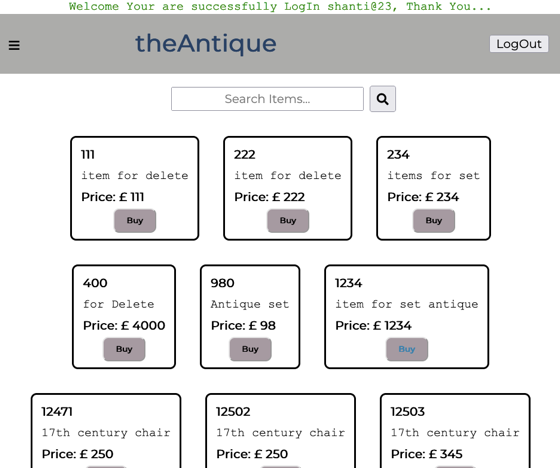 Welcome Your are successfully LogIn shanti@23, Thank You...
theAntique
LogOut
Search Items...
111
item for delete
Price: £ 111
Buy
222
item for delete
Price: £ 222
Buy
234
items for set
Price: £ 234
Buy
400
for Delete
Price: £ 4000
Buy
980
Antique set
Price: £ 98
Buy
1234
item for set antique
Price: £ 1234
Buy
12471
17th century chair
Price: £ 250
12502
17th century chair
Price: £ 250
12503
17th century chair
Price: £ 345